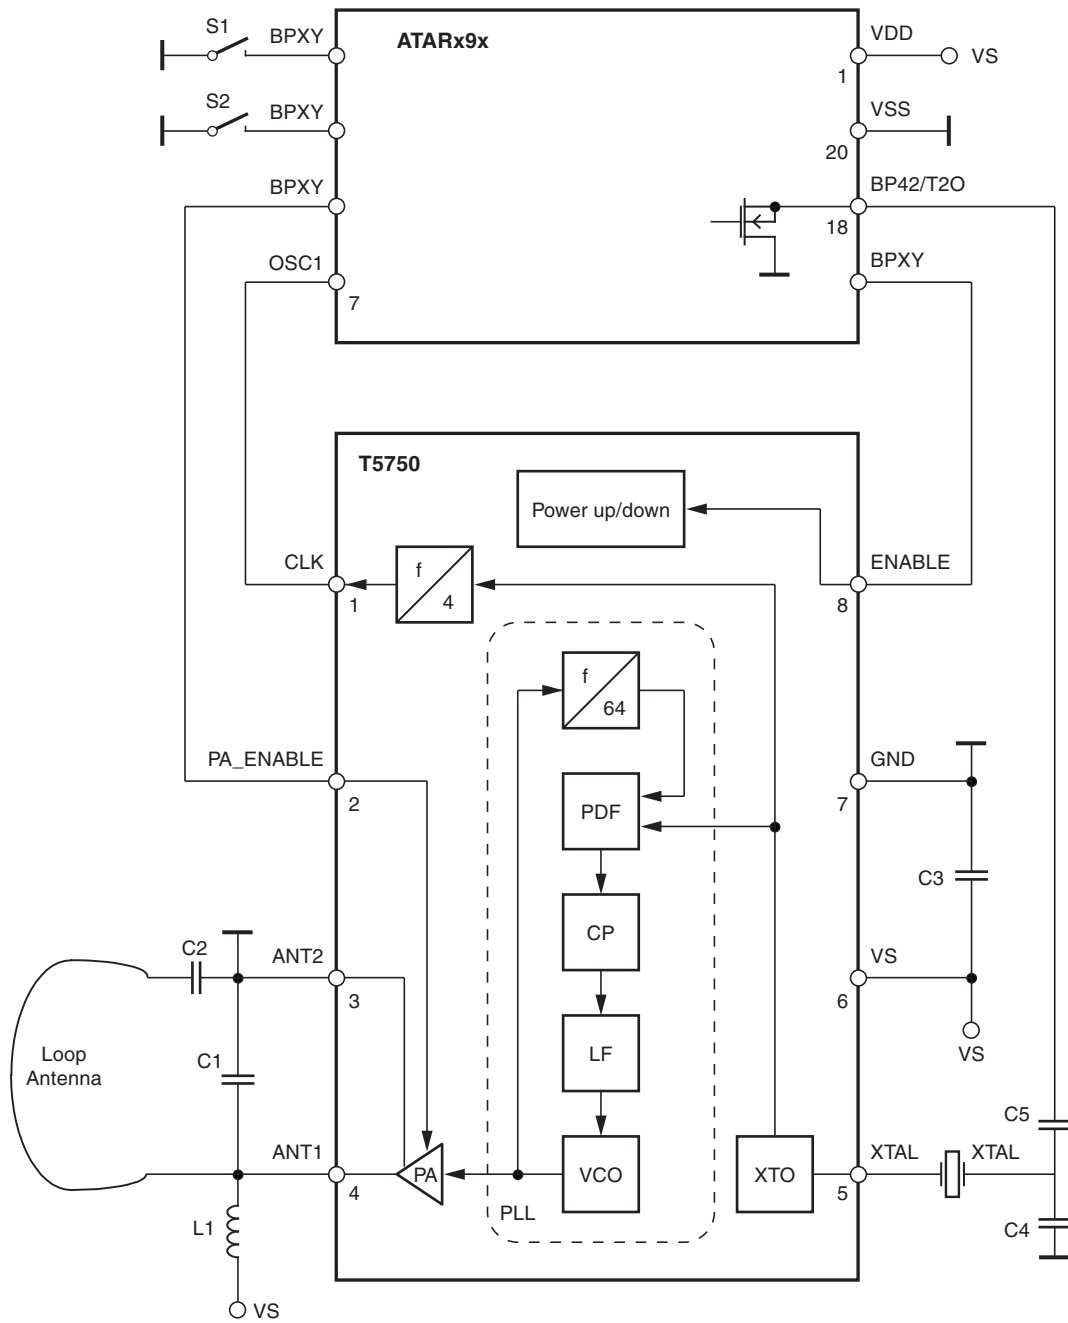 S1
BPXY
ATARx9x
VDD
1
VS
S2
BPXY
VSS
20
BPXY
BP42/T2O
18
OSC1
7
BPXY
T5750
Power up/down
CLK
1
f
4
ENABLE
8
f
64
PA_ENABLE
2
GND
7
PDF
C3
CP
C2
ANT2
3
VS
6
VS
Loop
Antenna
C1
LF
C5
ANT1
4
PA
VCO
XTO
XTAL
5
XTAL
PLL
L1
C4
VS